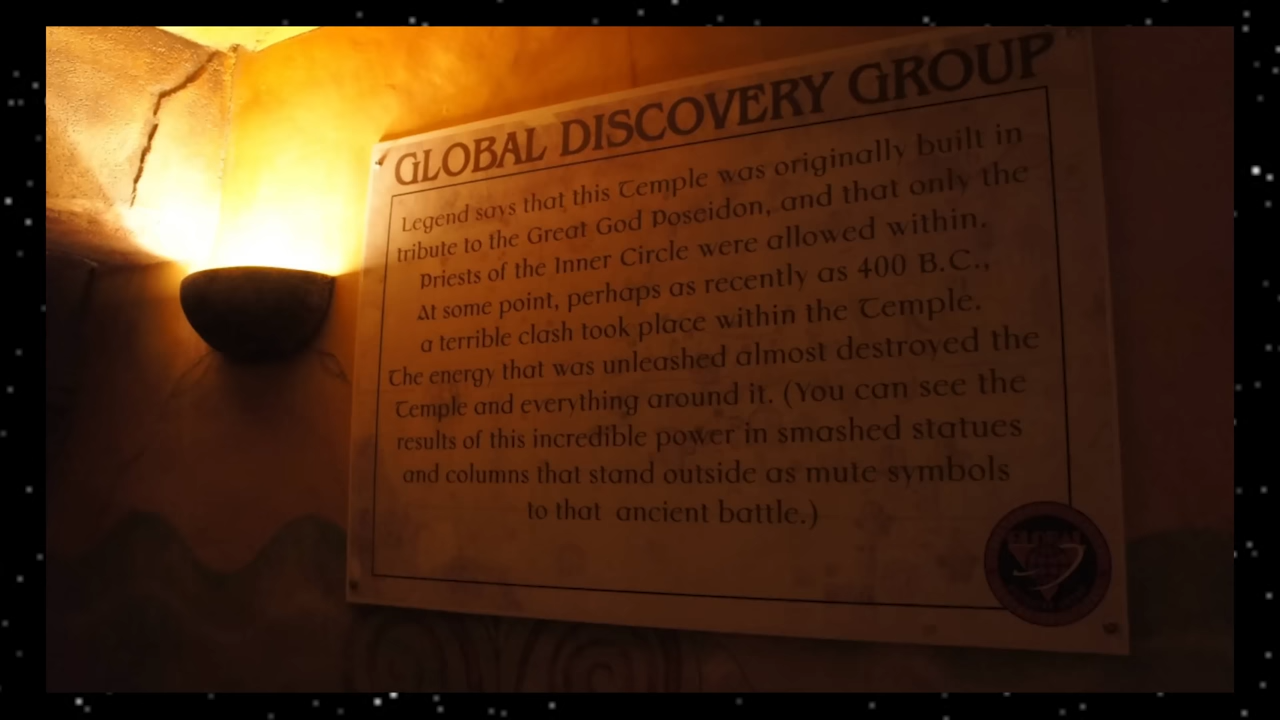 GLOBAL DISCOVERY GROUP
Legend says that this Temple was originally built in
tribute to the Great God Poseidon, and that only the
Priests of the Inner Circle were allowed within.
At some point, perhaps as recently as 400 B.C.,
a terrible clash took place within the Temple.
The energy that was unleashed almost destroyed the
Temple and everything around it. (You can see the
results of this incredible power in smashed statues
and columns that stand outside as mute symbols
to that ancient battle.)
GLOBAL